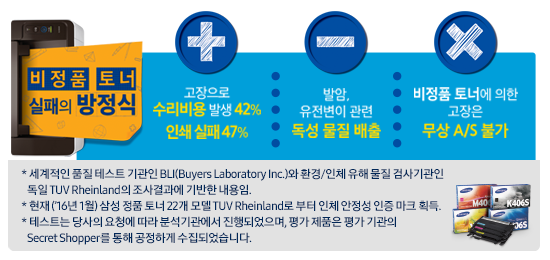 비정품 토너
실패의 방정식
고장으로
수리비용 발생 42%
인쇄 실패 47%
발암,
유전변이 관련
독성 물질 배출
비정품 토너에 의한
고장은
무상 A/S 불가
* 세계적인 품질 테스트 기관인 BLI(Buyers Laboratory Inc.)와 환경/인체 유해 물질 검사기관인
독일 TUV Rheinland의 조사결과에 기반한 내용임.
* 현재 ('16년 1월) 삼성 정품 토너 22개 모델 TUV Rheinland로 부터 인체 안정성 인증 마크 획득.
* 테스트는 당사의 요청에 따라 분석기관에서 진행되었으며, 평가 제품은 평가 기관의
Secret Shopper를 통해 공정하게 수집되었습니다.
K406S